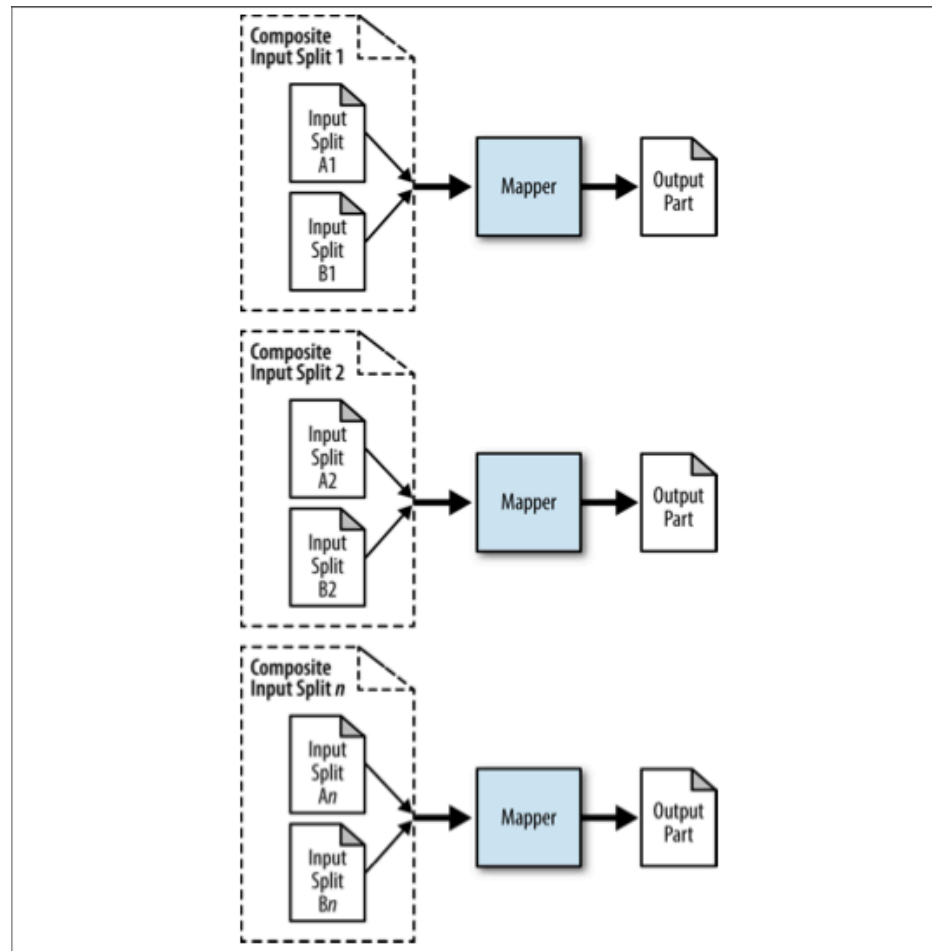 Composite
Input Split 1
Input
Split
A1
Input
Split
B1
Mapper
Output
Part
Composite
Input Split 2
Input
Split
A2
Input
Split
B2
Mapper
Output
Part
Composite
Input Split n
Input
Split
An
Input
Split
Bn
Mapper
Output
Part